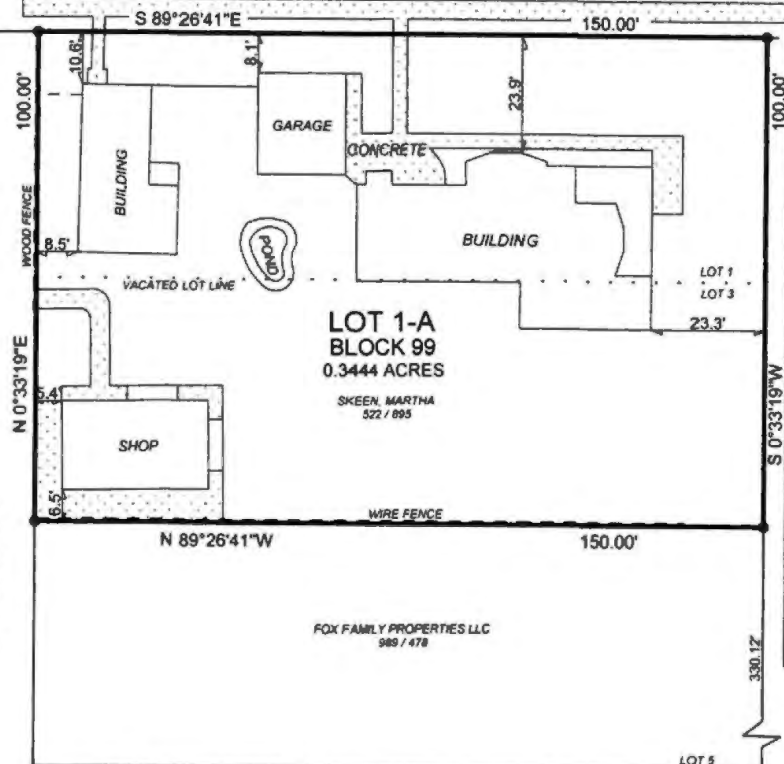 S 89°26'41"E
150.00'
10.6'
8.1'
23.9'
100.00'
100.00'
GARAGE
CONCRETE
BUILDING
BUILDING
WOOD FENCE
8.5'
POND
VACATED LOT LINE
LOT 1
LOT 3
LOT 1-A
BLOCK 99
0.3444 ACRES
23.3'
SKEEN, MARTHA
522 / 895
N 0°33'19"E
S 0°33'19"W
5.4'
SHOP
6.5'
WIRE FENCE
N 89°26'41"W
150.00'
FOX FAMILY PROPERTIES LLC
989 / 478
330.12'
LOT 5